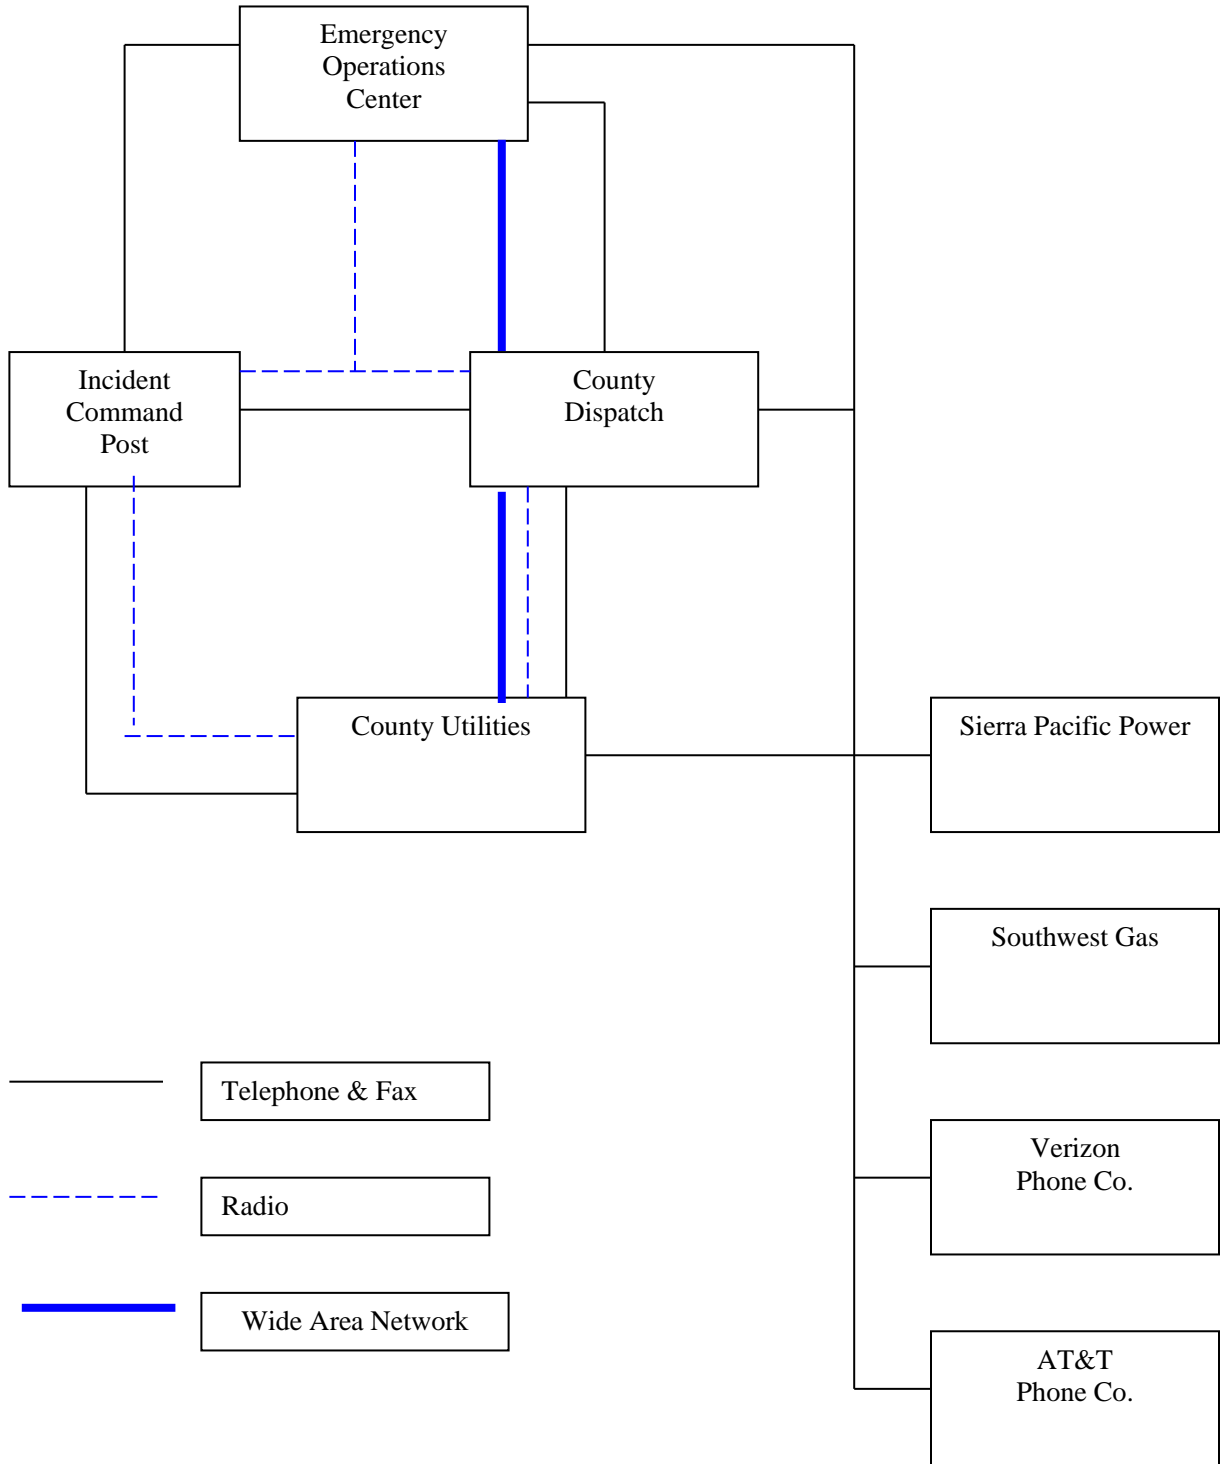 Emergency
Operations
Center
Incident
Command
Post
County
Dispatch
County Utilities
Sierra Pacific Power
Southwest Gas
Telephone & Fax
Verizon
Phone Co.
Radio
Wide Area Network
AT&T
Phone Co.